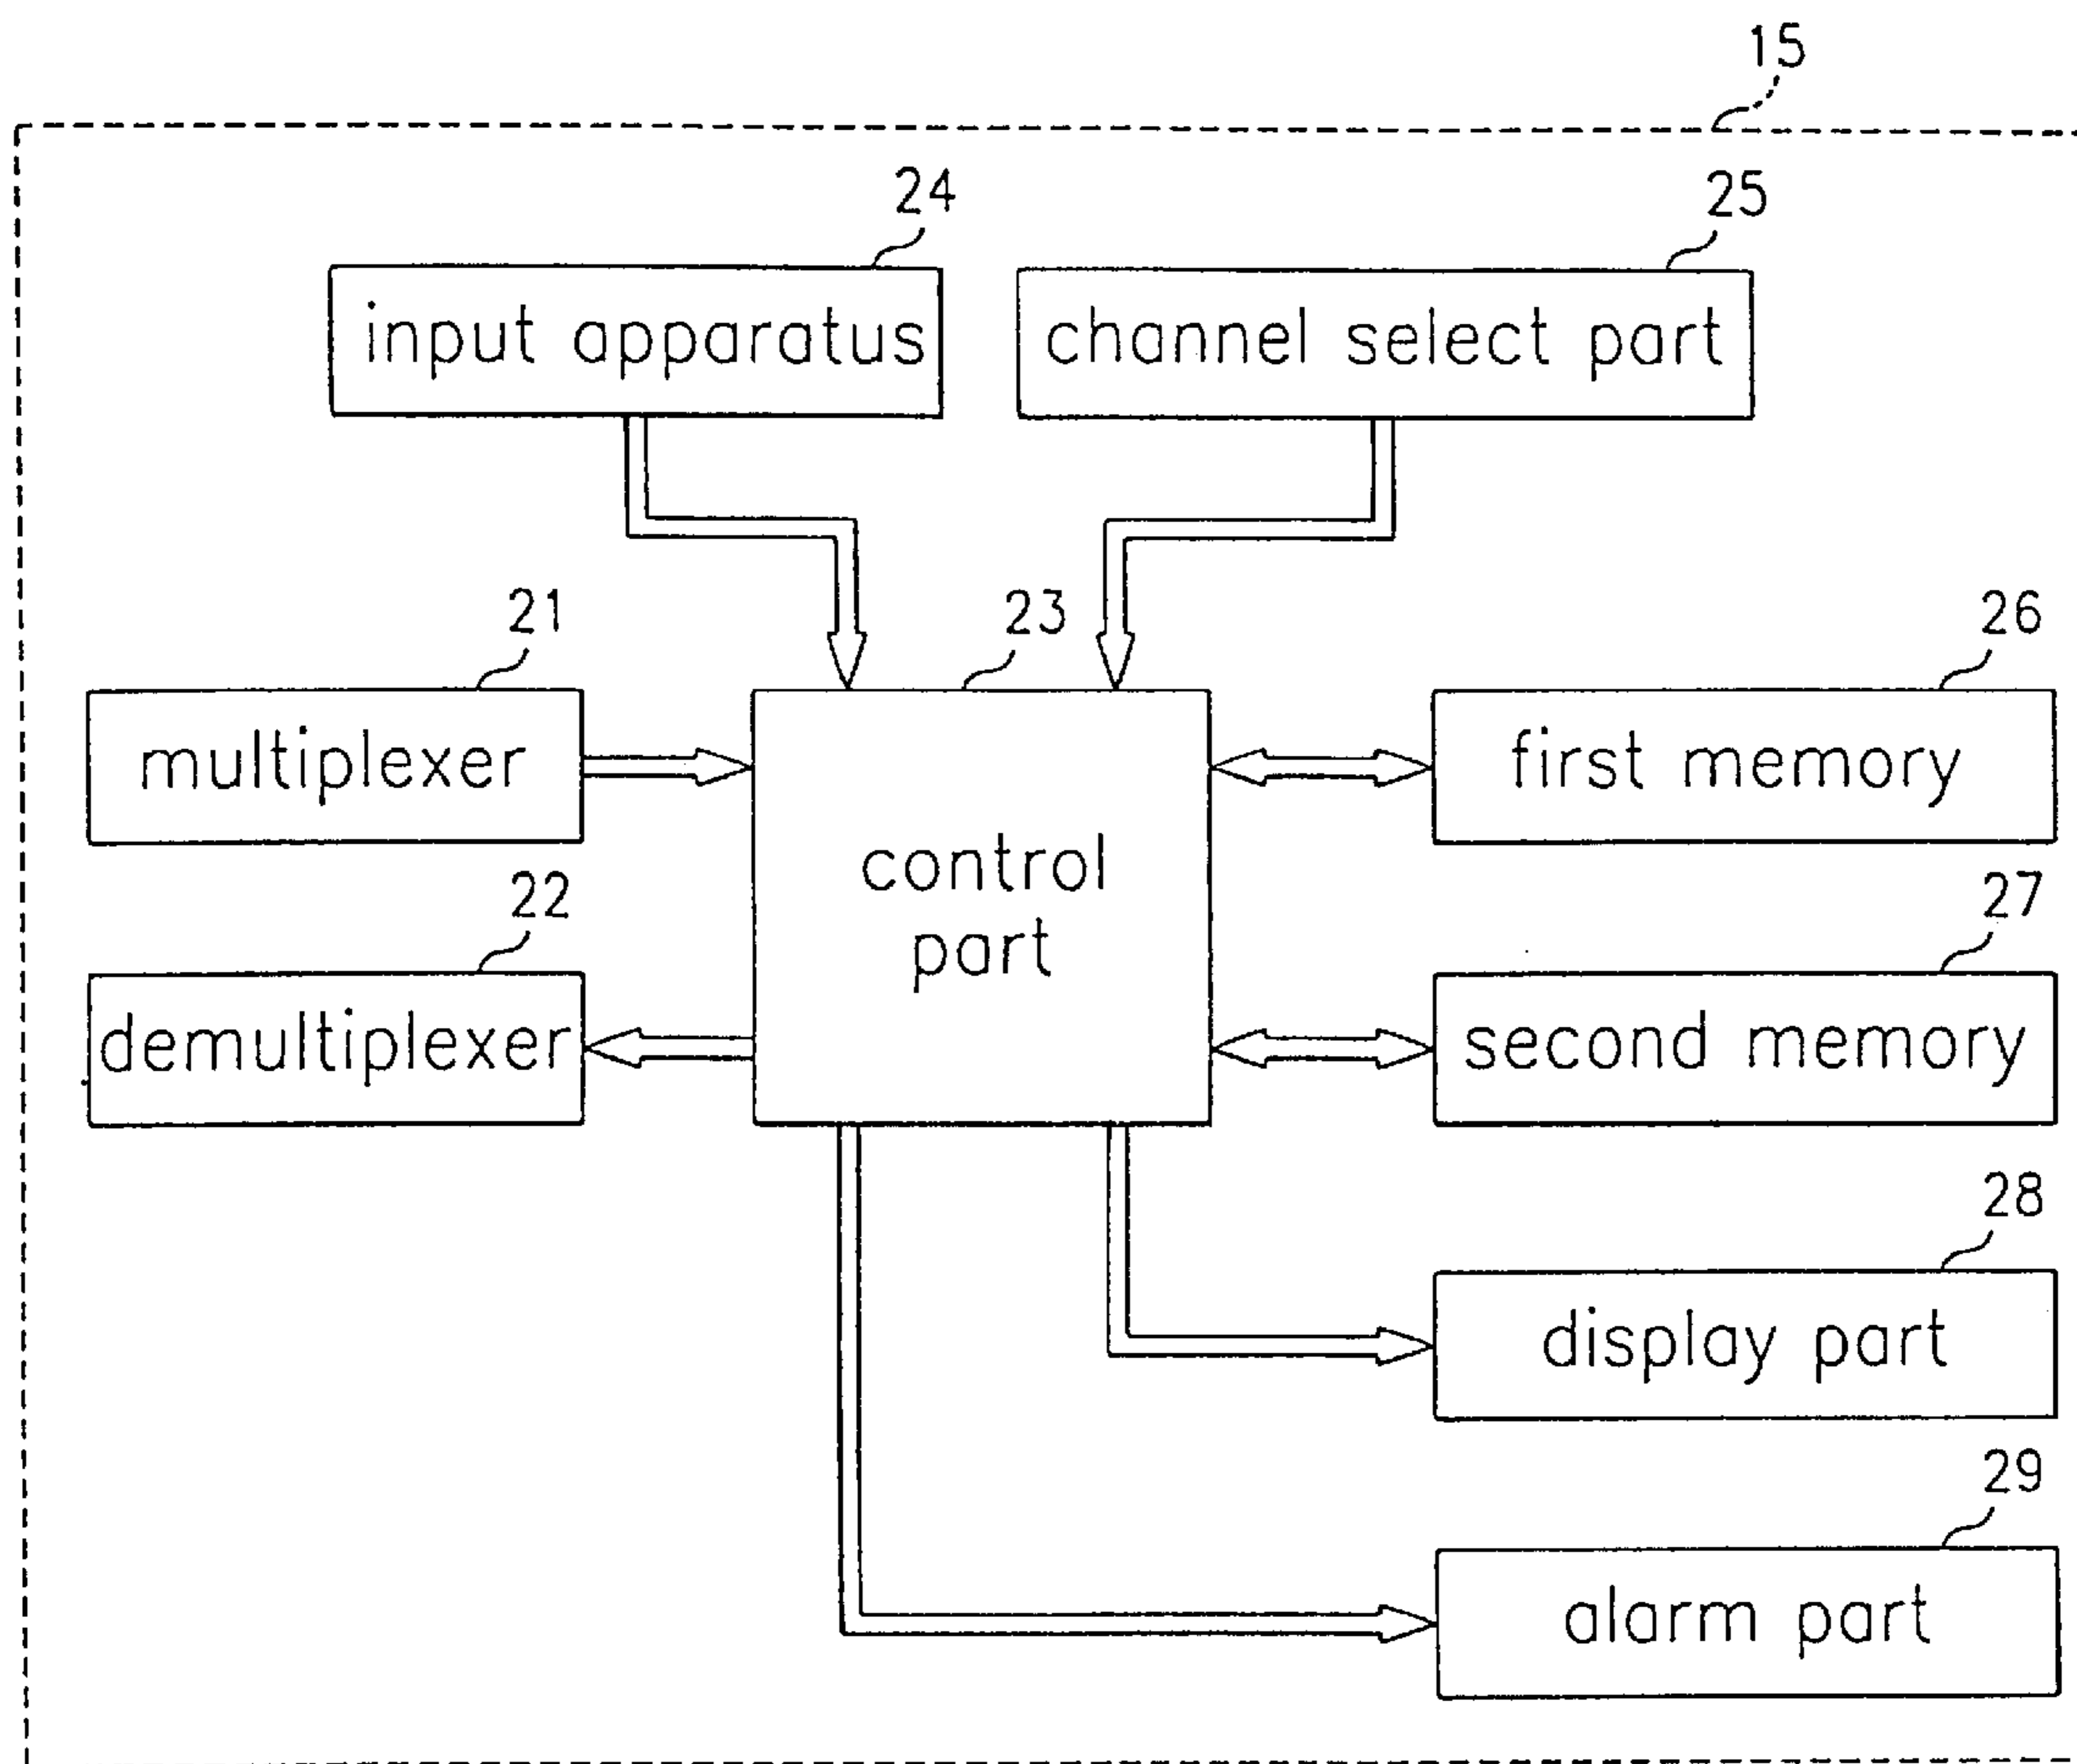 15
24
25
input apparatus
channel select part
21
23
26
multiplexer
first memory
control
part
22
27
demultiplexer
second memory
28
display part
29
alarm part